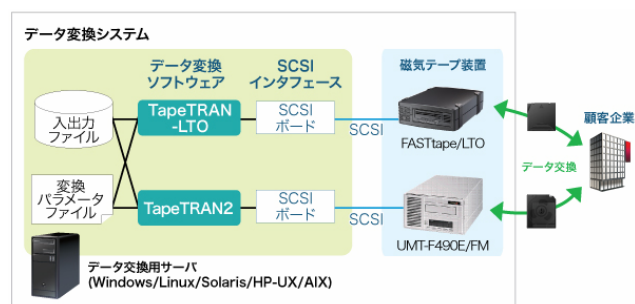 データ変換システム
データ変換
ソフトウェア
SCSI
インタフェース
磁気テープ装置
入出力
ファイル
TapeTRAN
-LTO
SCSI
ボード
SCSI
FASTtape/LTO
顧客企業
データ交換
変換
パラメータ
ファイル
TapeTRAN2
SCSI
ボード
SCSI
UMT-F490E/FM
データ交換用サーバ
(Windows/Linux/Solaris/HP-UX/AIX)